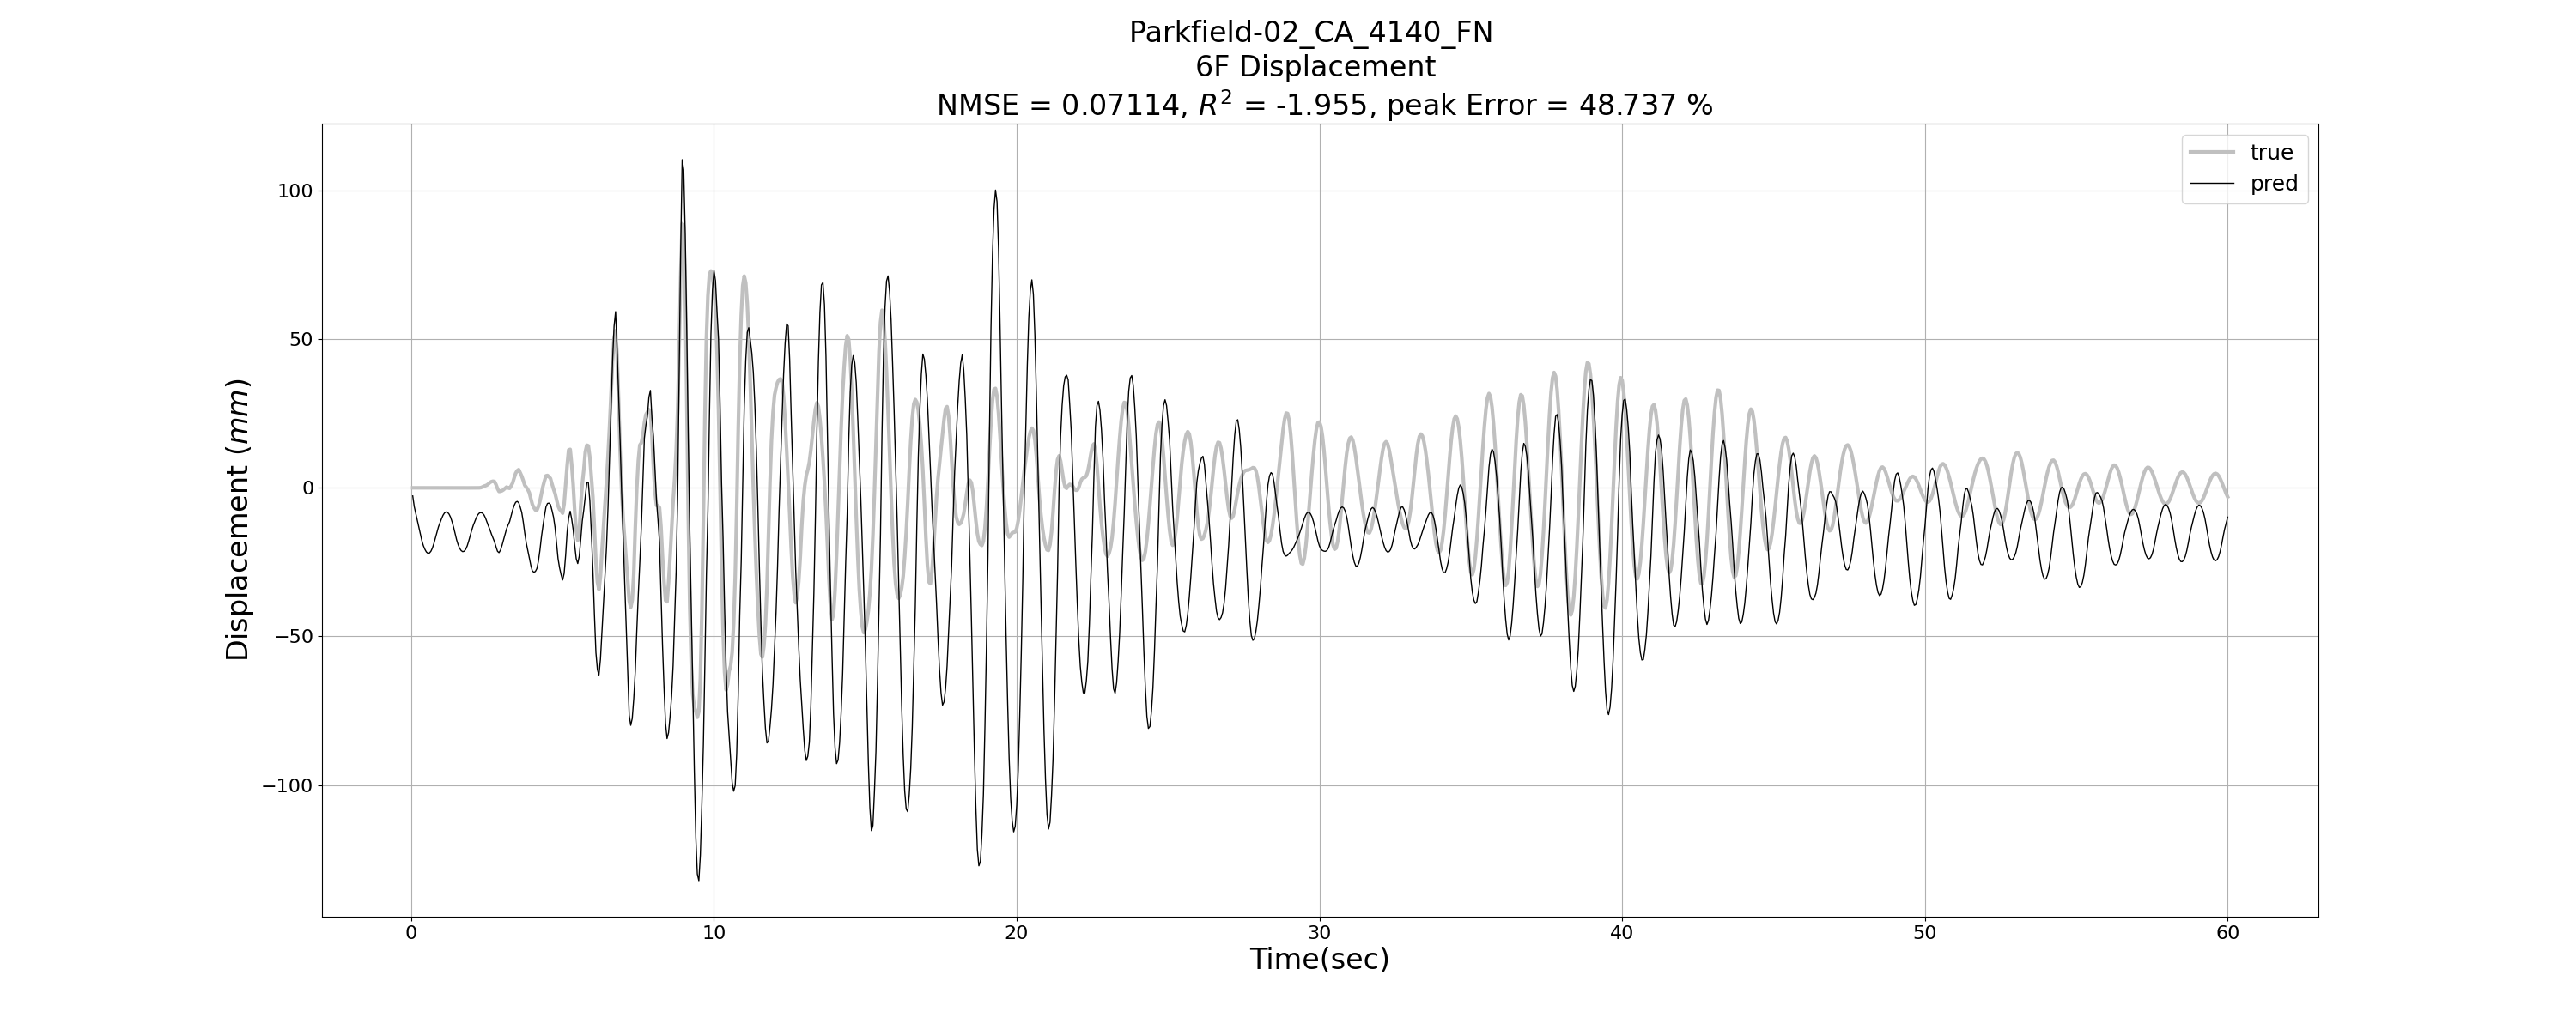 Parkfield-02_CA_4140_FN
6F Displacement
NMSE = 0.07114, R² = -1.955, peak Error = 48.737 %
true
pred
Displacement (mm)
100
50
0
−50
−100
0 10 20 30 40 50 60
Time(sec)